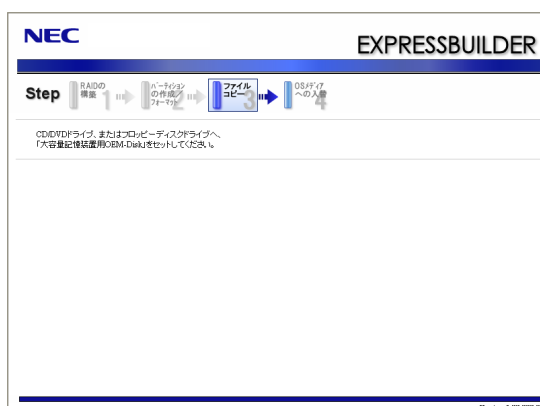 NEC
EXPRESSBUILDER
Step
RAIDの
構築 1
パーティション
の作成/
フォーマット 2
ファイル
コピー 3
OSメディア
への入替 4
CD/DVDドライブ、またはフロッピーディスクドライブへ、
「大容量記憶装置用OEM-Disk」をセットしてください。